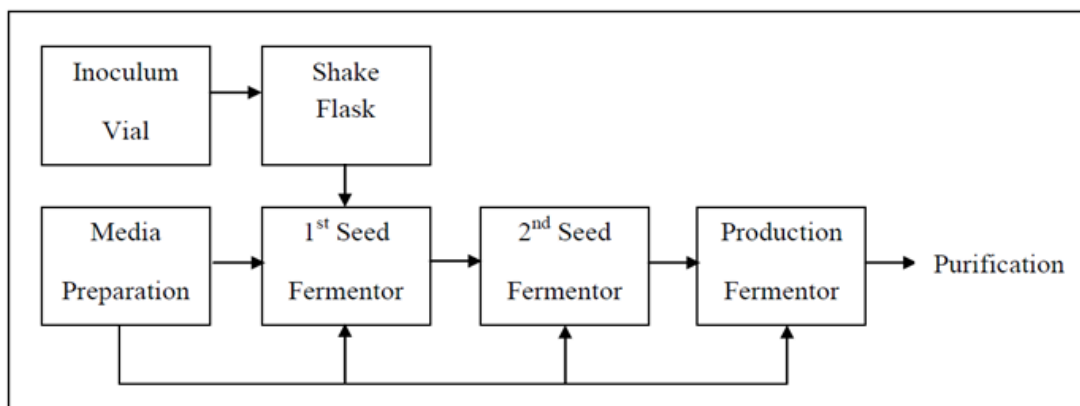 Inoculum
Vial
Shake
Flask
Media
Preparation
1st Seed
Fermentor
2nd Seed
Fermentor
Production
Fermentor
Purification